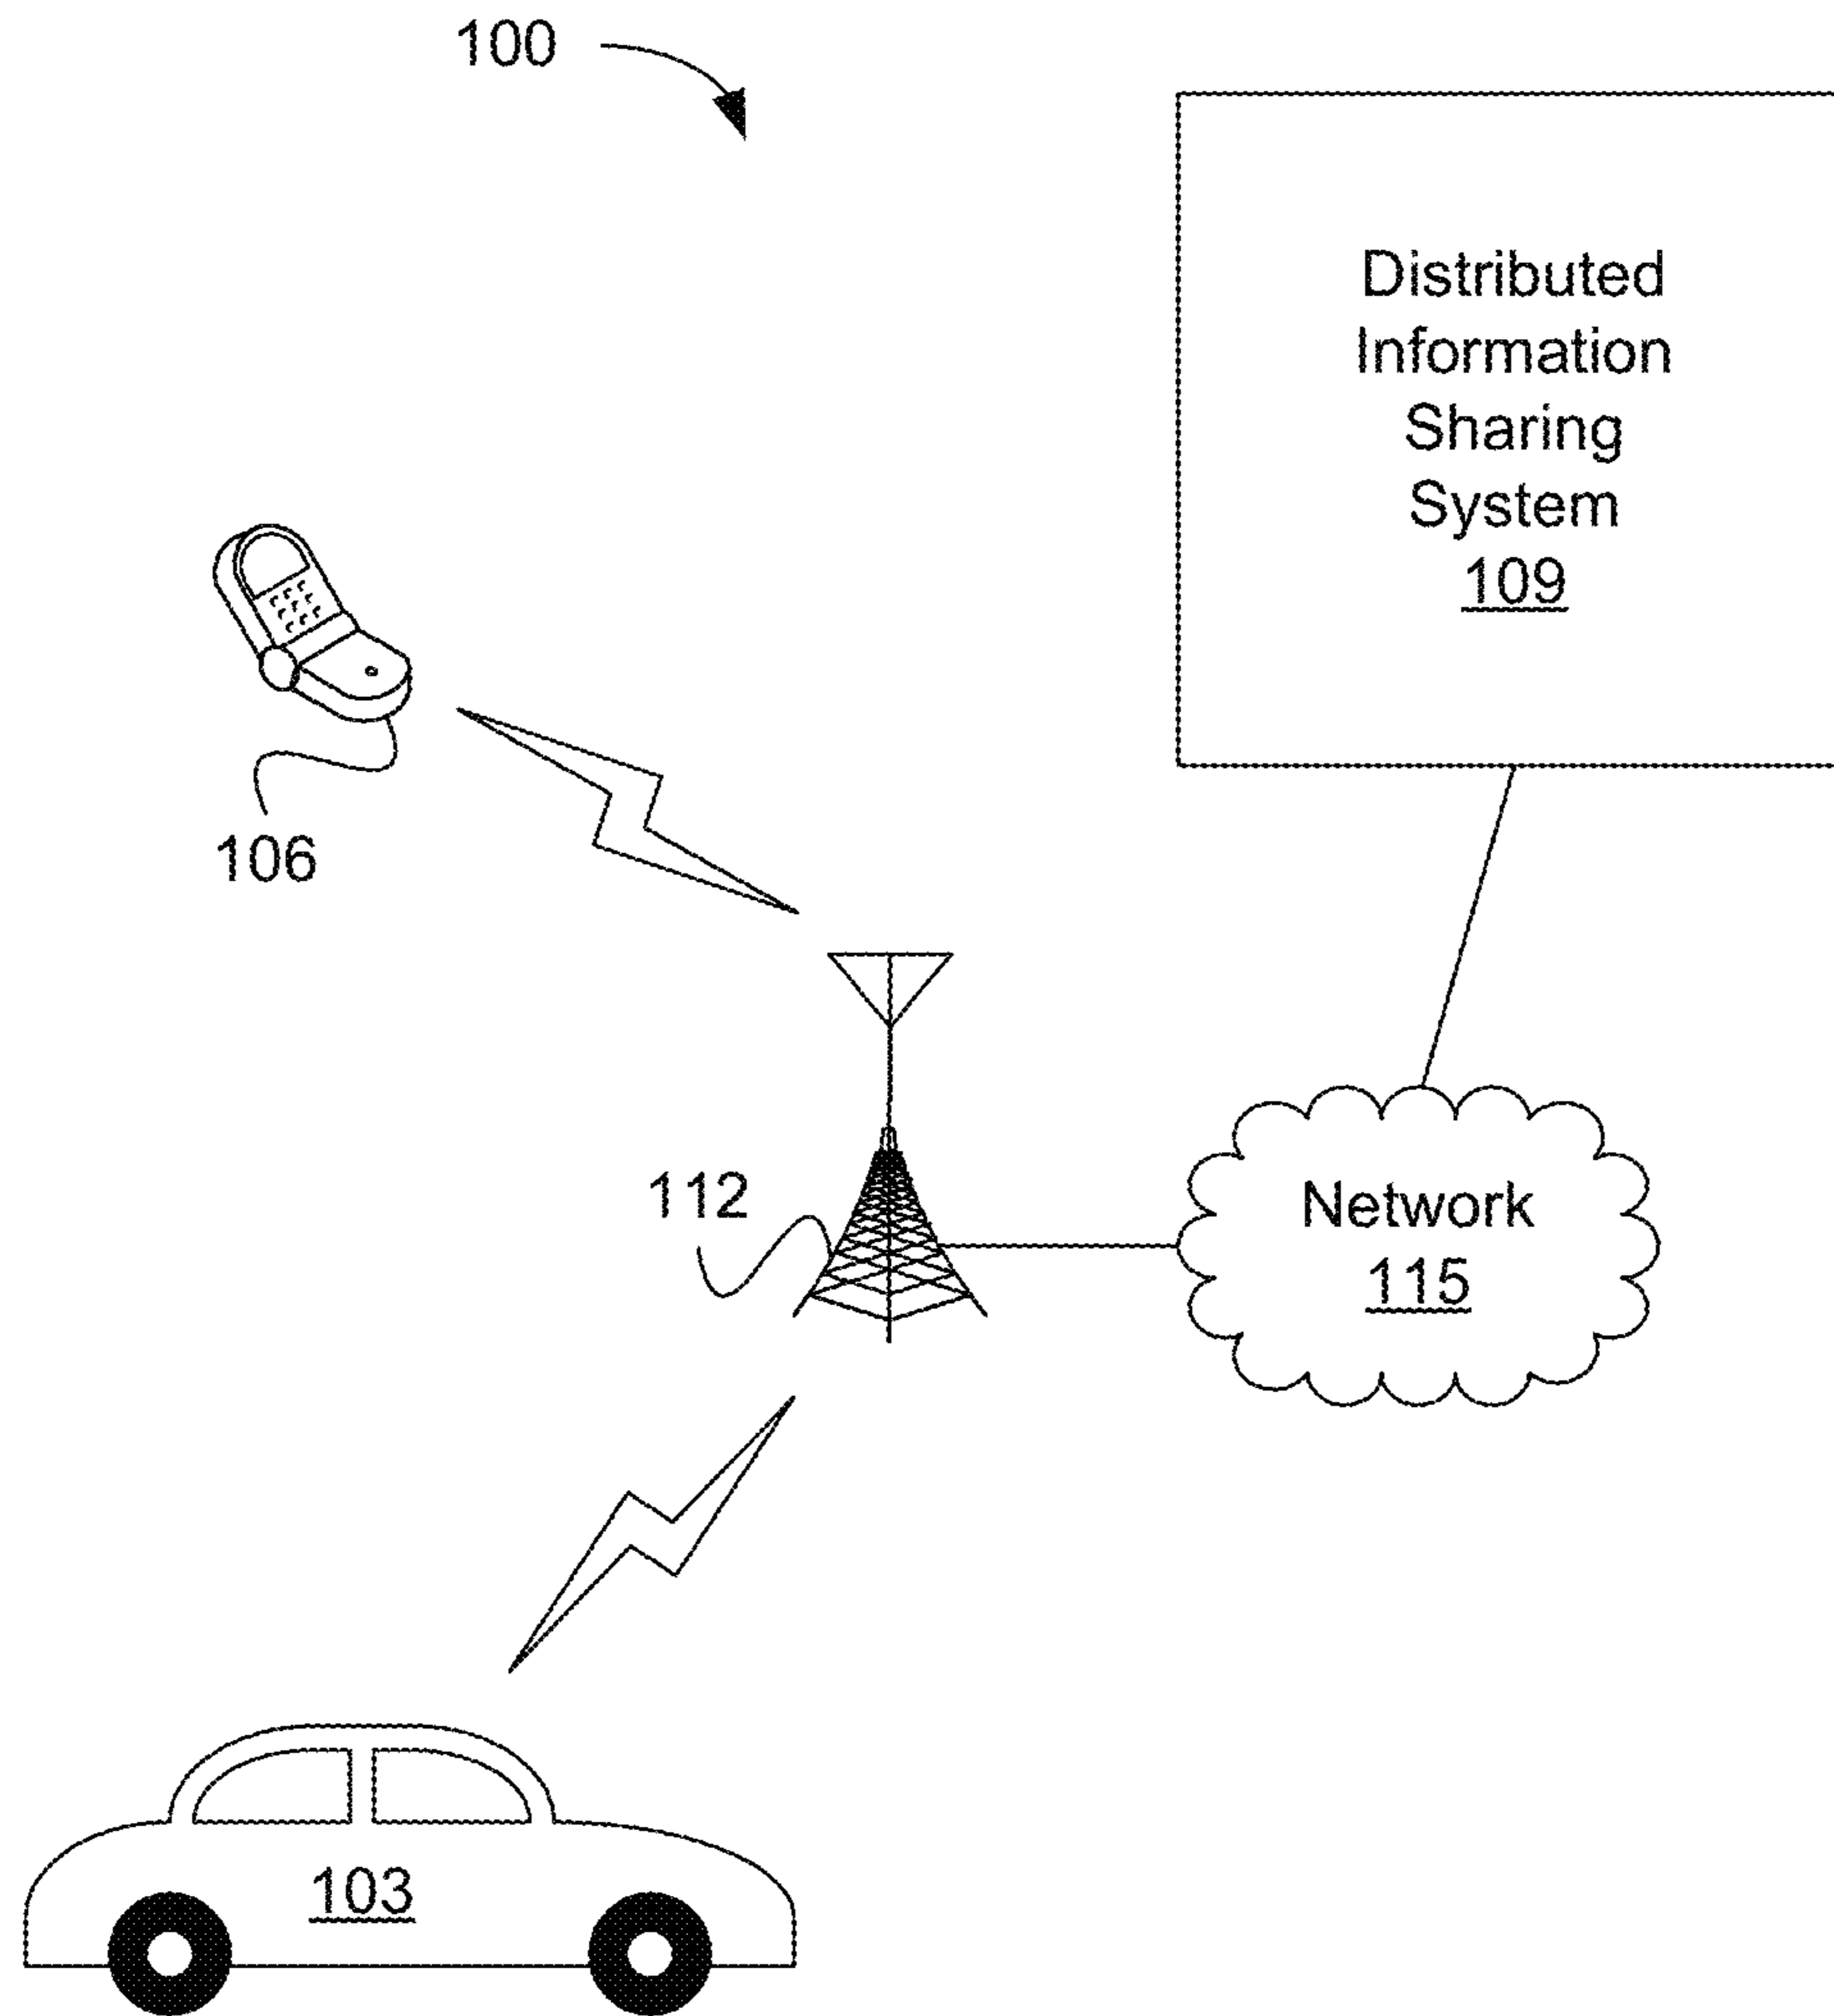 100
Distributed
Information
Sharing
System
109
106
112
Network
115
103